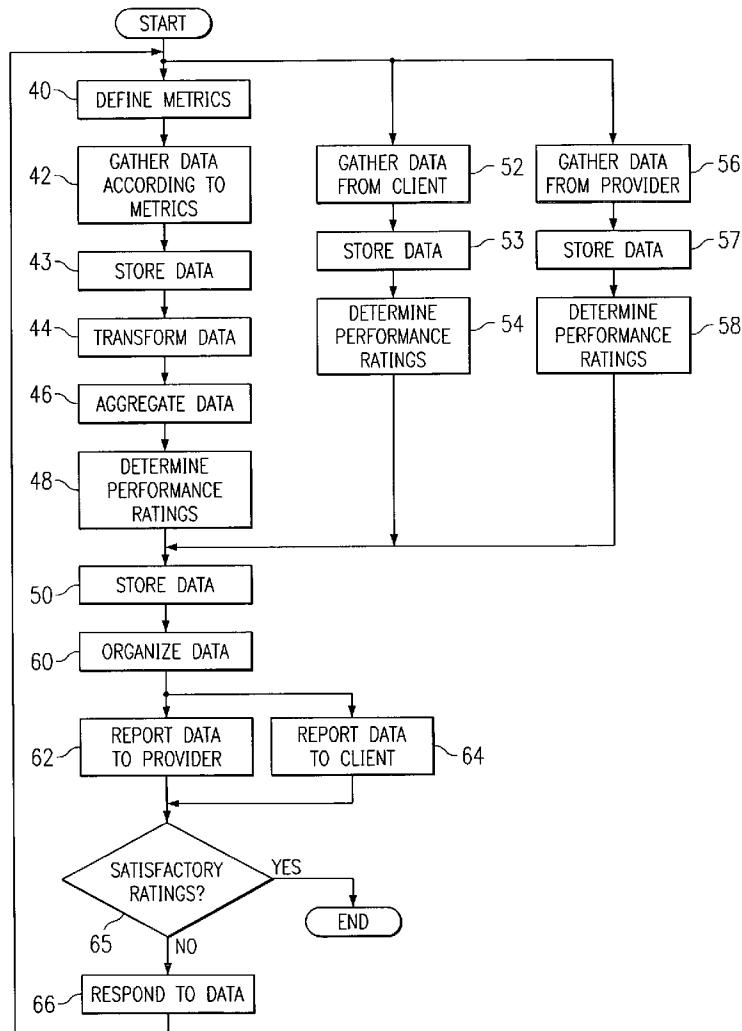 START
40
DEFINE METRICS
42
GATHER DATA
ACCORDING TO
METRICS
GATHER DATA
FROM CLIENT
52
GATHER DATA
FROM PROVIDER
56
43
STORE DATA
STORE DATA
53
STORE DATA
57
44
TRANSFORM DATA
DETERMINE
PERFORMANCE
RATINGS
54
DETERMINE
PERFORMANCE
RATINGS
58
46
AGGREGATE DATA
48
DETERMINE
PERFORMANCE
RATINGS
50
STORE DATA
60
ORGANIZE DATA
62
REPORT DATA
TO PROVIDER
REPORT DATA
TO CLIENT
64
SATISFACTORY
RATINGS?
YES
65
END
NO
66
RESPOND TO DATA